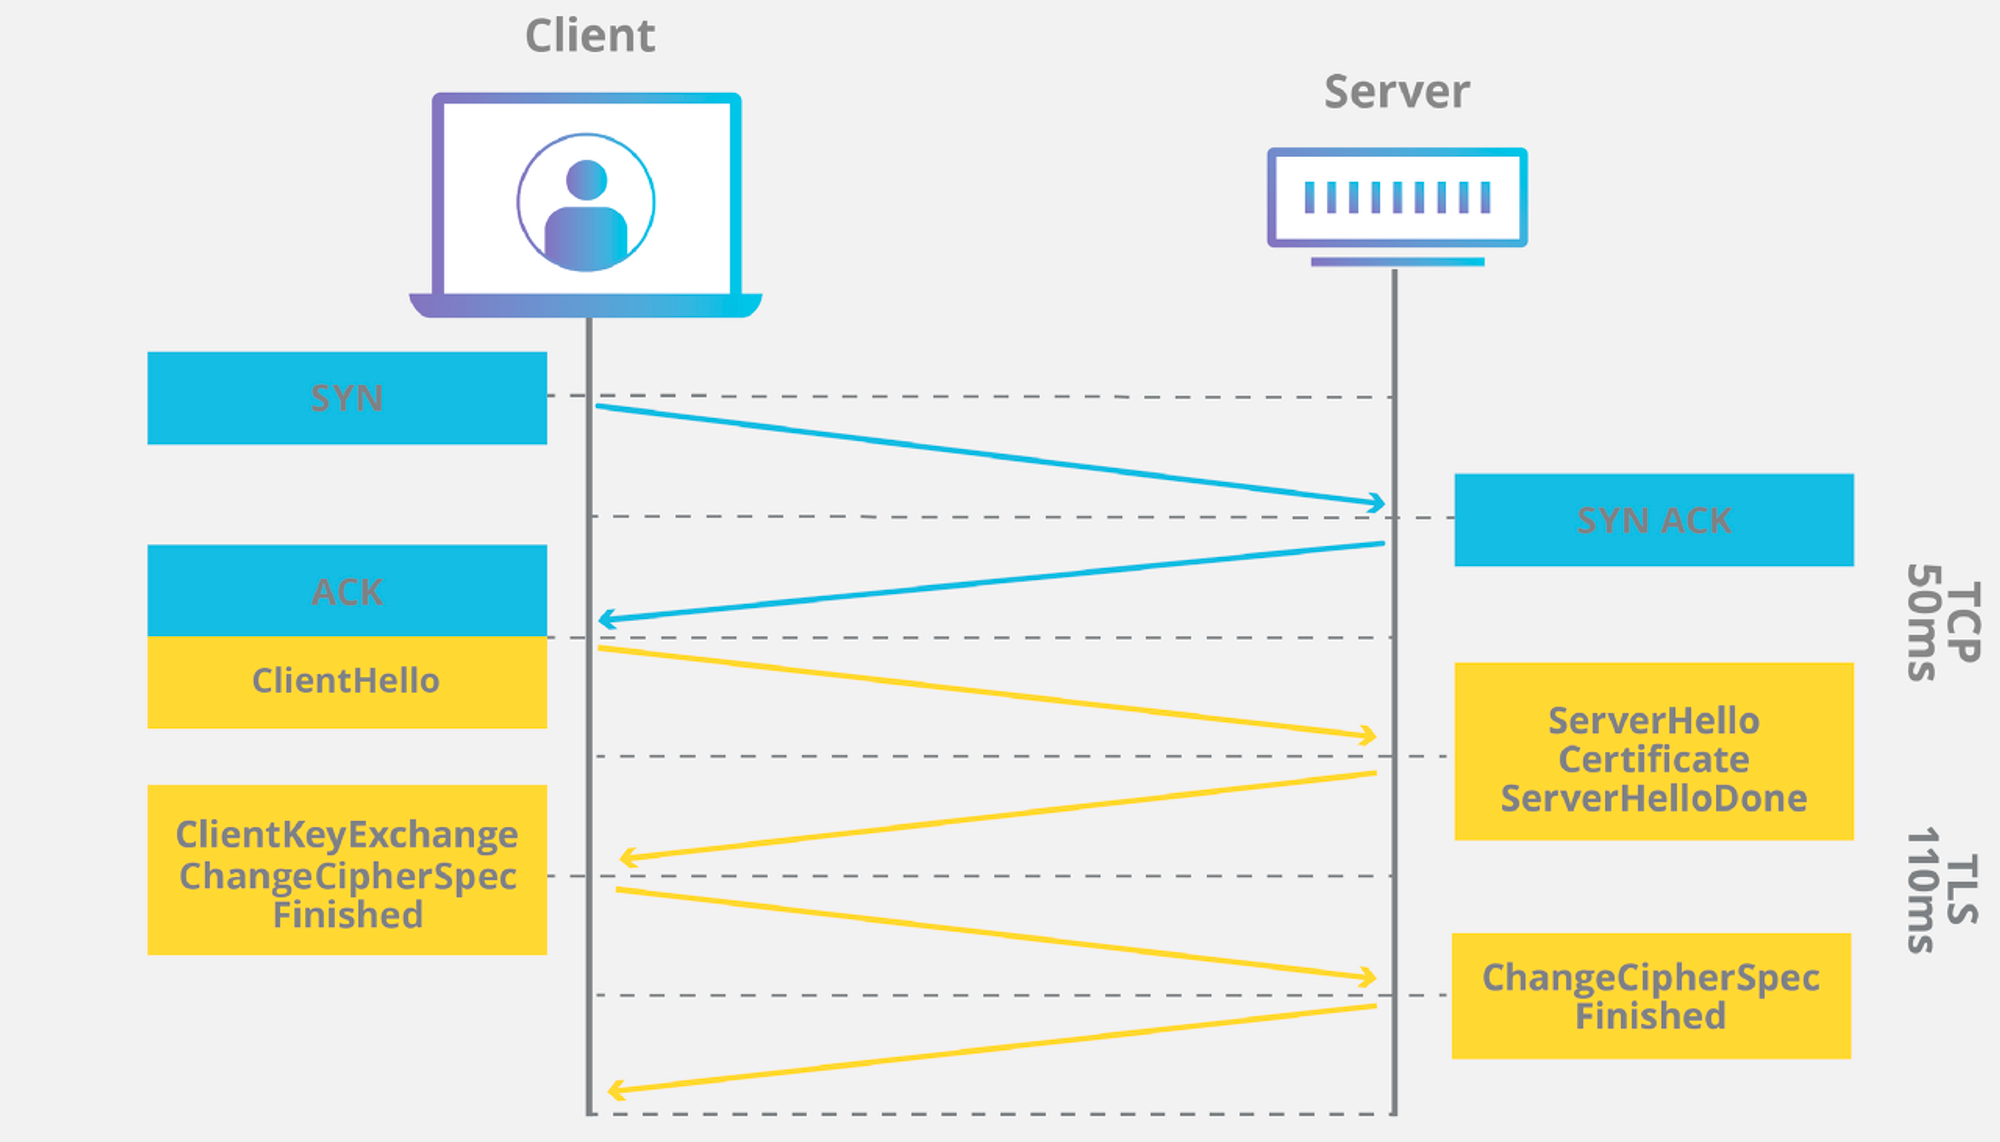 Client
Server
SYN
SYN ACK
ACK
ClientHello
TCP
50ms
ServerHello
Certificate
ServerHelloDone
ClientKeyExchange
ChangeCipherSpec
Finished
TLS
110ms
ChangeCipherSpec
Finished